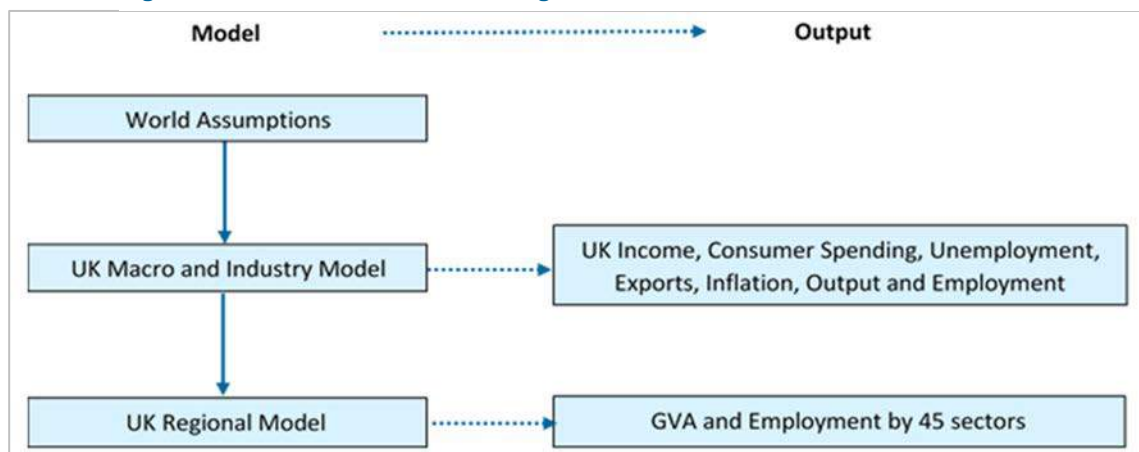 Model
Output
World Assumptions
UK Macro and Industry Model
UK Income, Consumer Spending, Unemployment,
Exports, Inflation, Output and Employment
UK Regional Model
GVA and Employment by 45 sectors